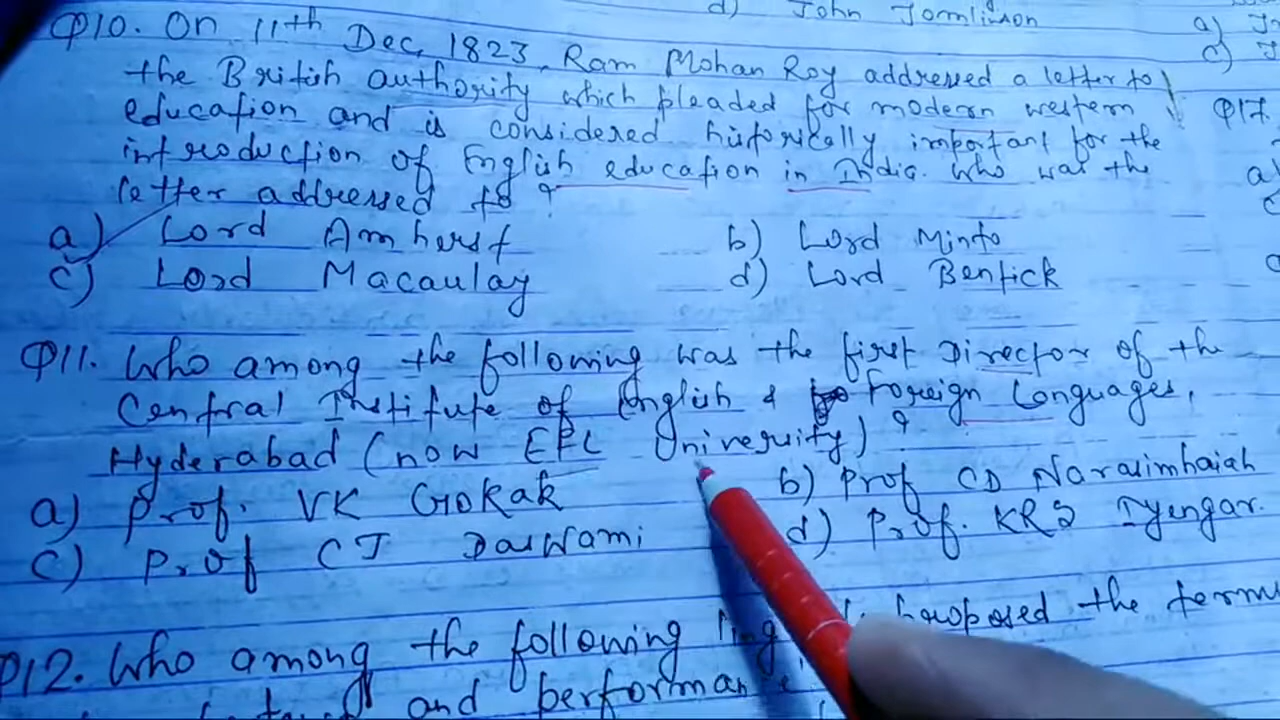 d) John Tomlinson
a) J
c) J
Q10. On 11th Dec, 1823, Ram Mohan Roy addressed a letter to
the British authority which pleaded for modern western
education and is considered historically important for the
introduction of English education in India. Who was the
letter addressed to?
a) Lord Amherst b) Lord Minto
c) Lord Macaulay d) Lord Bentick
Q17.
a)
Q11. Who among the following was the first Director of the
Central Institute of English & Foreign Languages,
Hyderabad (now EFL University)?
a) Prof. VK Gokak b) Prof CD Narasimhaiah
c) Prof CJ Daswami d) Prof. KRS Iyengar.
Q12. Who among the following proposed the terms
and